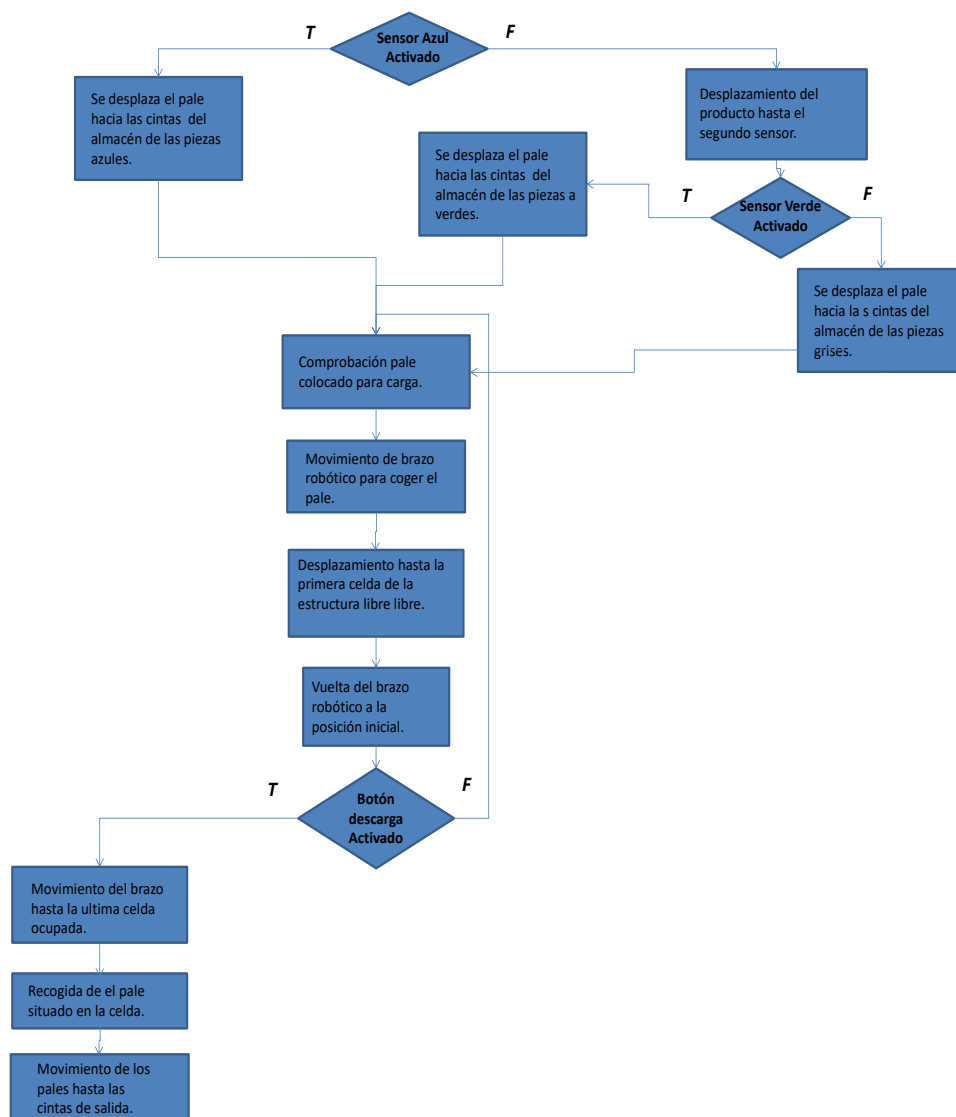 T
Sensor Azul
Activado
F
Se desplaza el pale
hacia las cintas del
almacén de las piezas
azules.
Desplazamiento del
producto hasta el
segundo sensor.
Se desplaza el pale
hacia las cintas del
almacén de las piezas a
verdes.
T
Sensor Verde
Activado
F
Se desplaza el pale
hacia la s cintas del
almacén de las piezas
grises.
Comprobación pale
colocado para carga.
Movimiento de brazo
robótico para coger el
pale.
Desplazamiento hasta la
primera celda de la
estructura libre libre.
Vuelta del brazo
robótico a la
posición inicial.
T
Botón
descarga
Activado
F
Movimiento del brazo
hasta la ultima celda
ocupada.
Recogida de el pale
situado en la celda.
Movimiento de los
pales hasta las
cintas de salida.